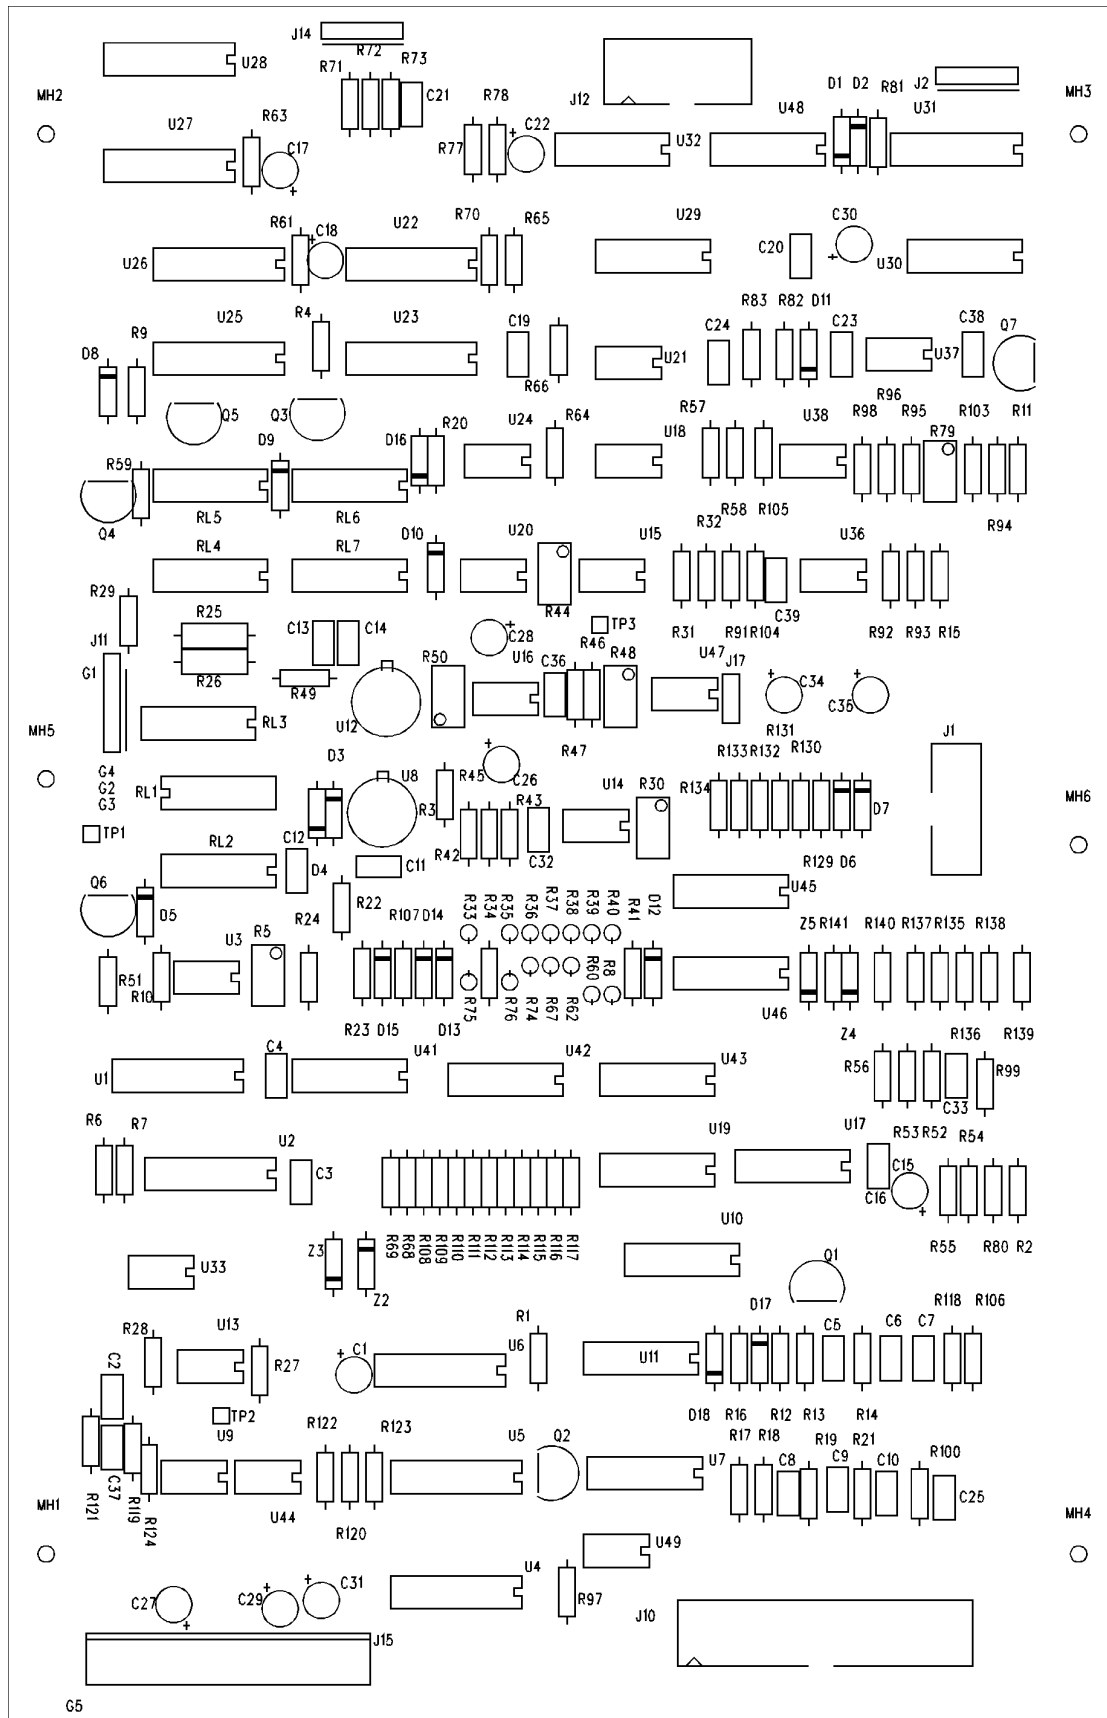 J14
R72
R73
U28
R71
C21
MH2
R78
J12
D1
D2
R81
J2
MH3
U27
R63
C17
R77
C22
U32
U48
U31
R61
C18
U22
R70
R65
U29
C30
U26
C20
U30
R83
R82
D11
U25
R4
U23
C19
C24
C23
C38
Q7
D8
R9
R66
U21
U37
Q5
Q3
R20
U24
R64
R57
U38
R96
R98
R95
R103
R11
D9
D16
U18
R79
R59
Q4
RL5
RL6
R32
R58
R105
R94
RL4
RL7
D10
U20
U15
U36
R29
R25
C13
C14
R44
TP3
C39
J11
C28
R46
R31
R91
R104
R92
R93
R15
G1
R26
R49
R50
U16
C36
R48
U47
J17
C34
C35
U12
RL3
MH5
R47
R131
R133
R132
R130
J1
D3
G4
G2
G3
RL1
U8
R45
C26
R43
U14
R30
R134
D7
R3
MH6
TP1
RL2
C12
D4
C11
R42
C32
R129
D6
Q6
D5
R22
U45
R24
R107
D14
R33
R34
R35
R36
R37
R38
R39
R40
R41
D12
Z5
R141
R140
R137
R135
R138
U3
R5
R51
R10
R60
R8
R75
R76
R74
R67
R62
U46
R23
D15
D13
Z4
R136
R139
C4
U41
U42
U43
R56
R99
U1
C33
R6
R7
U2
U19
U17
R53
R52
R54
C3
C15
C16
U10
R69
R68
R108
R109
R110
R111
R112
R113
R114
R115
R116
R117
R55
R80
R2
Z3
Q1
U33
Z2
D17
R118
R106
R28
U13
R1
C5
C6
C7
C2
R27
C1
U6
U11
TP2
D18
R16
R12
R13
R14
U9
R122
R123
U5
Q2
R17
R18
R19
R21
U7
C8
C9
C10
R100
C37
C25
R121
R119
R124
U44
R120
MH1
MH4
U49
U4
C27
C29
C31
R97
J10
J15
G5